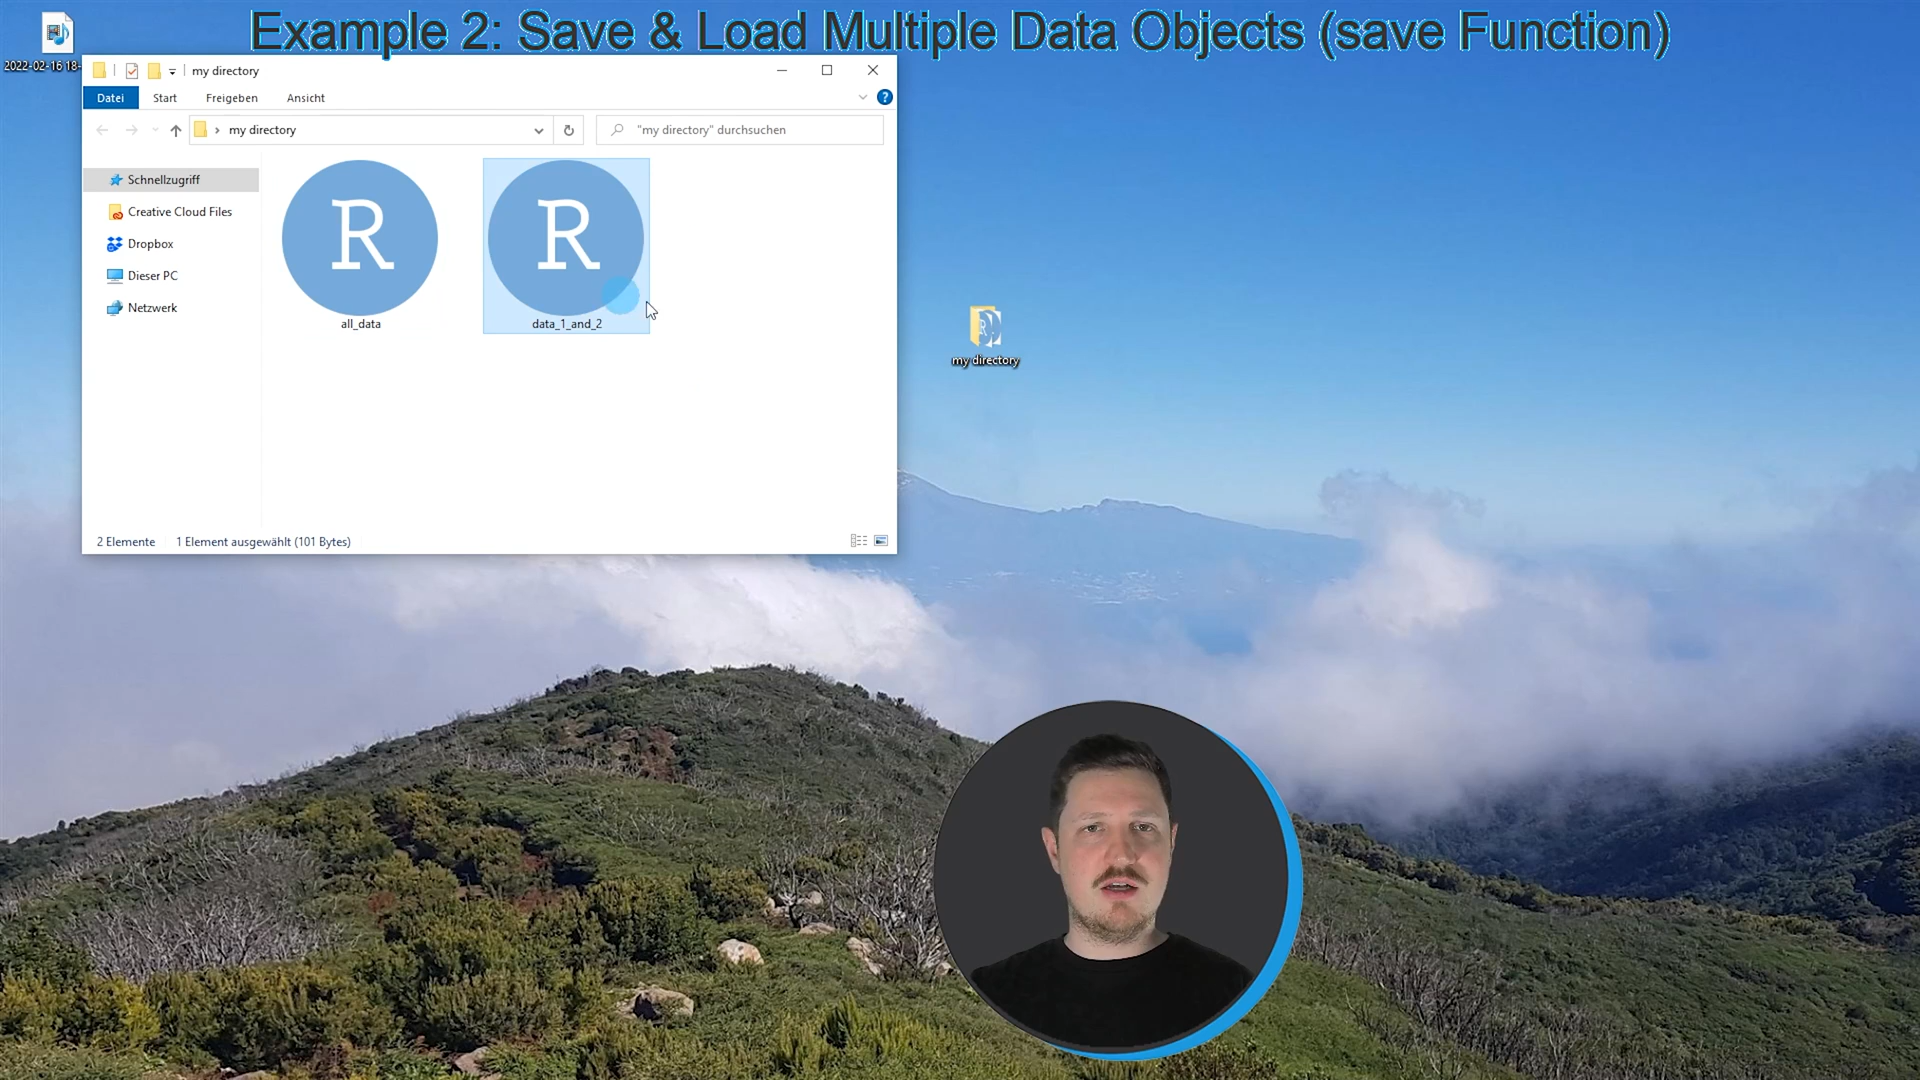 Example 2: Save & Load Multiple Data Objects (save Function)
2022-02-16 18-
my directory
Datei
Start
Freigeben
Ansicht
my directory
"my directory" durchsuchen
Schnellzugriff
Creative Cloud Files
Dropbox
Dieser PC
Netzwerk
R
R
all_data
data_1_and_2
2 Elemente
1 Element ausgewählt (101 Bytes)
my directory